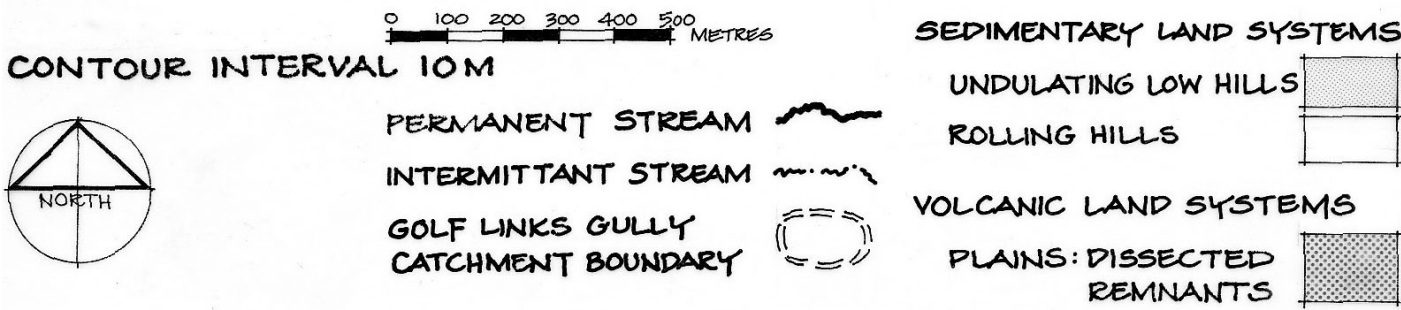 0 100 200 300 400 500 METRES
CONTOUR INTERVAL 10M
NORTH
PERMANENT STREAM
INTERMITTANT STREAM
GOLF LINKS GULLY
CATCHMENT BOUNDARY
SEDIMENTARY LAND SYSTEMS
UNDULATING LOW HILLS
ROLLING HILLS
VOLCANIC LAND SYSTEMS
PLAINS: DISSECTED
REMNANTS